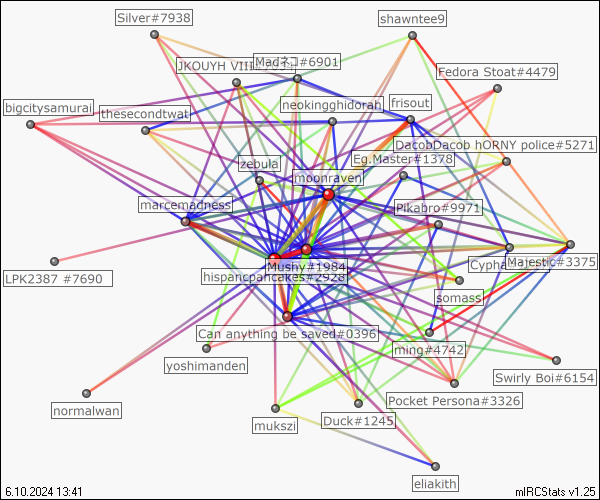 Silver#7938
shawntee9
JKOUYH VIII
Madネコ#6901
Fedora Stoat#4479
bigcitysamurai
thesecondtwat
neokingghidorah
frisout
DacobDacob hORNY police#5271
zebula
Eg.Master#1378
moonraven
marcemadness
Pikabro#9971
LPK2387 #7690
Mushy#1984
hispancpancakes#2928
Majestic#3375
somass
Can anything be saved#0396
ming#4742
yoshimanden
Swirly Boi#6154
Pocket Persona#3326
normalwan
mukszi
Duck#1245
eliakith
6.10.2024 13:41
mIRCStats v1.25